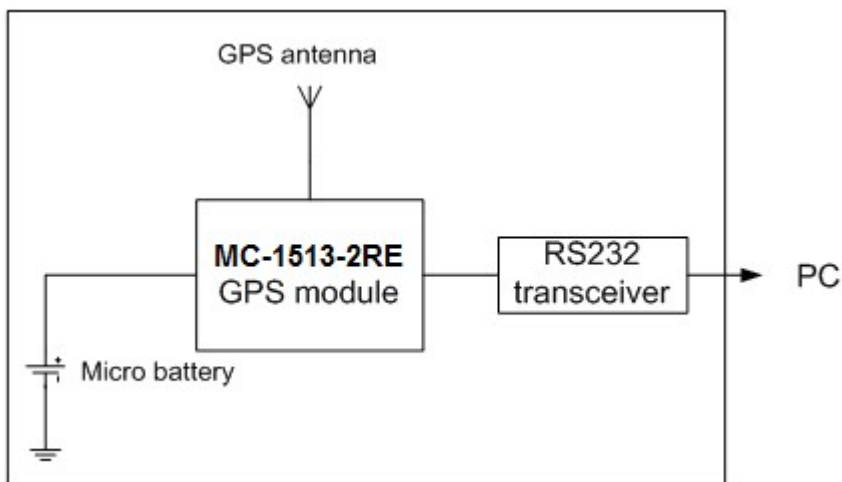 GPS antenna
MC-1513-2RE
GPS module
RS232
transceiver
PC
Micro battery